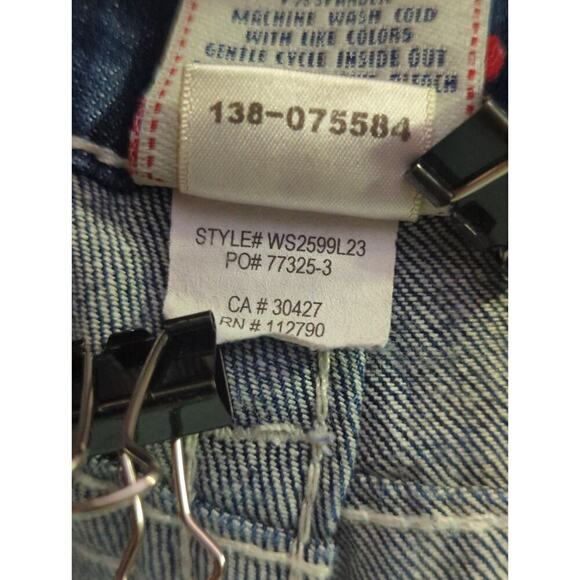 MACHINE WASH COLD
WITH LIKE COLORS
GENTLE CYCLE INSIDE OUT
BLEACH
138-075584
STYLE# WS2599L23
PO# 77325-3
CA # 30427
RN # 112790